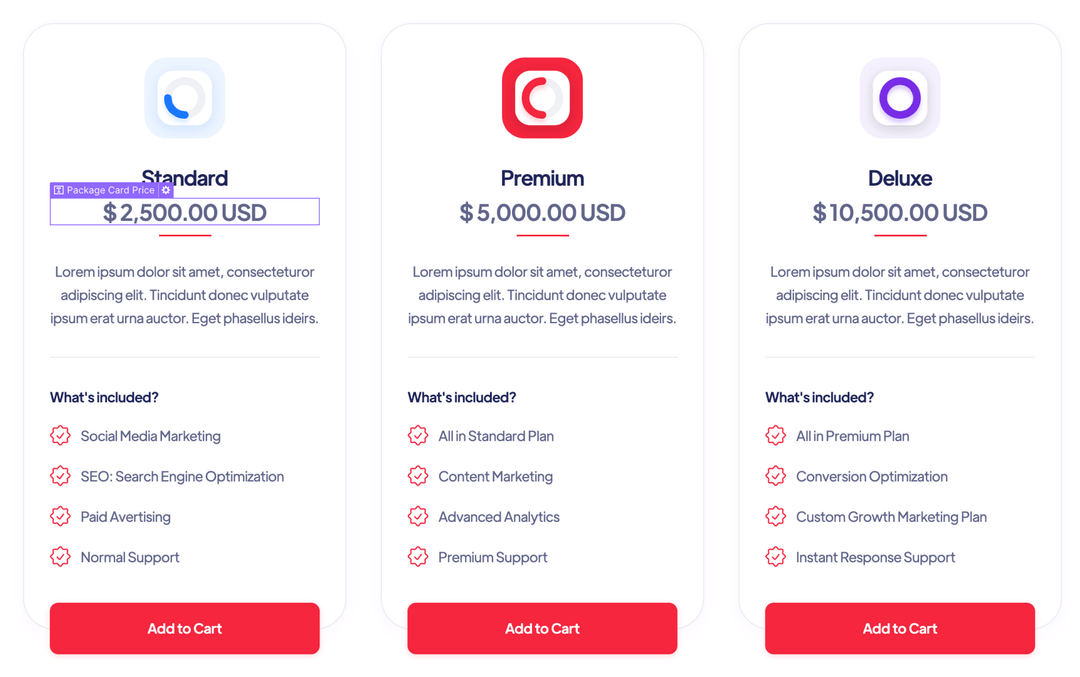 Standard
Package Card Price
$ 2,500.00 USD
Lorem ipsum dolor sit amet, consecteturor
adipiscing elit. Tincidunt donec vulputate
ipsum erat urna auctor. Eget phasellus ideirs.
What's included?
Social Media Marketing
SEO: Search Engine Optimization
Paid Avertising
Normal Support
Add to Cart
Premium
$ 5,000.00 USD
Lorem ipsum dolor sit amet, consecteturor
adipiscing elit. Tincidunt donec vulputate
ipsum erat urna auctor. Eget phasellus ideirs.
What's included?
All in Standard Plan
Content Marketing
Advanced Analytics
Premium Support
Add to Cart
Deluxe
$ 10,500.00 USD
Lorem ipsum dolor sit amet, consecteturor
adipiscing elit. Tincidunt donec vulputate
ipsum erat urna auctor. Eget phasellus ideirs.
What's included?
All in Premium Plan
Conversion Optimization
Custom Growth Marketing Plan
Instant Response Support
Add to Cart